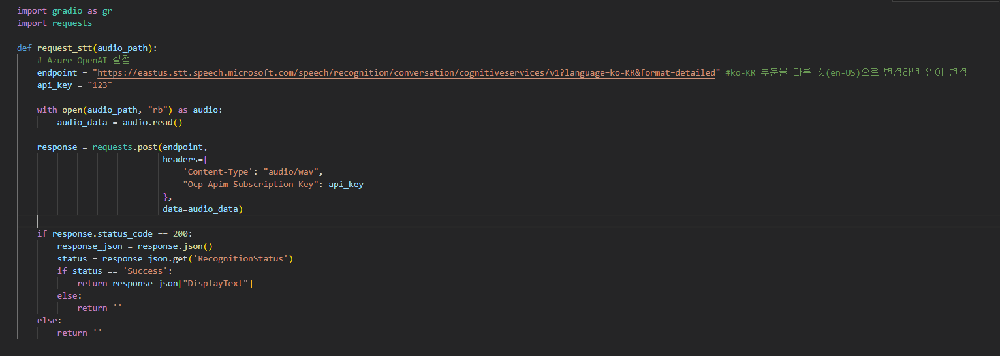 import gradio as gr
import requests
def request_stt(audio_path):
# Azure OpenAI 설정
endpoint = "https://eastus.stt.speech.microsoft.com/speech/recognition/conversation/cognitiveservices/v1?language=ko-KR&format=detailed" #ko-KR 부분을 다른 것(en-US)으로 변경하면 언어 변경
api_key = "123"
with open(audio_path, "rb") as audio:
audio_data = audio.read()
response = requests.post(endpoint,
headers={
'Content-Type': "audio/wav",
"Ocp-Apim-Subscription-Key": api_key
},
data=audio_data)
if response.status_code == 200:
response_json = response.json()
status = response_json.get('RecognitionStatus')
if status == 'Success':
return response_json["DisplayText"]
else:
return ''
else:
return ''